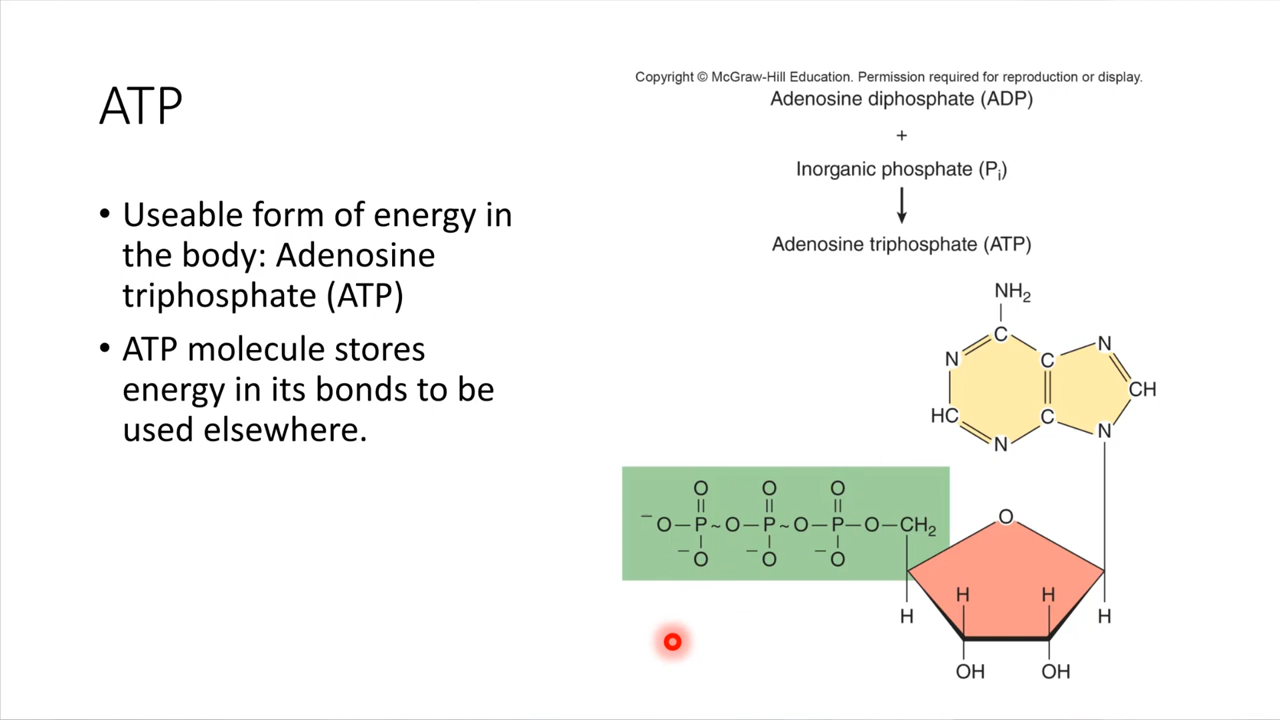 Copyright © McGraw-Hill Education. Permission required for reproduction or display.
ATP
• Useable form of energy in
the body: Adenosine
triphosphate (ATP)
• ATP molecule stores
energy in its bonds to be
used elsewhere.
Adenosine diphosphate (ADP)
+
Inorganic phosphate (Pi)
Adenosine triphosphate (ATP)
NH2
C
N
C
N
CH
HC
N
C
N
O O O
− O–P~O–P~O–P–O–CH2
− O − O − O
O
H H
H H
OH OH